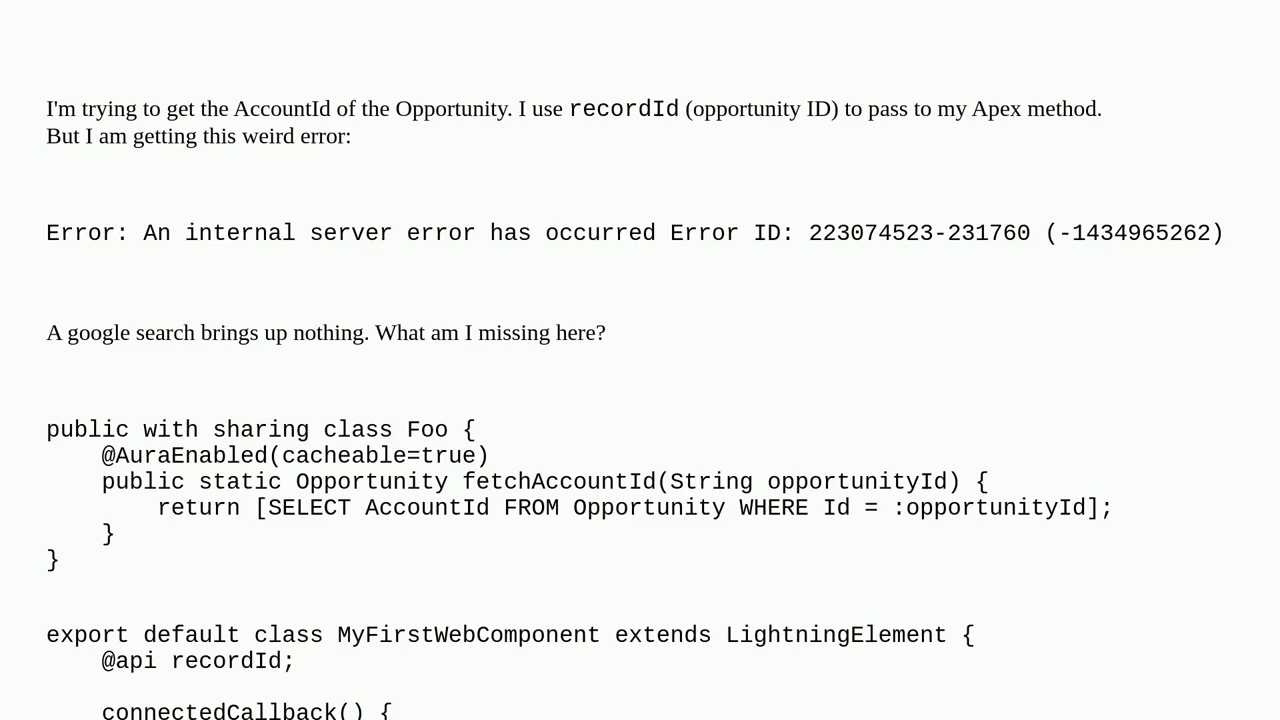 I'm trying to get the AccountId of the Opportunity. I use recordId (opportunity ID) to pass to my Apex method.
But I am getting this weird error:
Error: An internal server error has occurred Error ID: 223074523-231760 (-1434965262)
A google search brings up nothing. What am I missing here?
public with sharing class Foo {
    @AuraEnabled(cacheable=true)
    public static Opportunity fetchAccountId(String opportunityId) {
        return [SELECT AccountId FROM Opportunity WHERE Id = :opportunityId];
    }
}
export default class MyFirstWebComponent extends LightningElement {
    @api recordId;
    connectedCallback() {